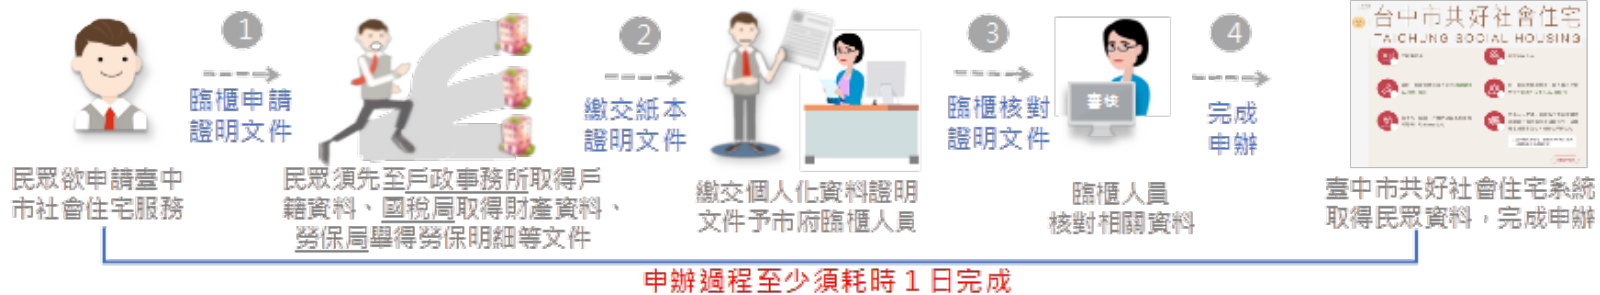 1
臨櫃申請
證明文件
2
繳交紙本
證明文件
3
臨櫃核對
證明文件
審核
4
完成
申辦
台中市共好社會住宅
TAICHUNG SOCIAL HOUSING
民眾欲申請臺中
市社會住宅服務
民眾須先至戶政事務所取得戶
籍資料、國稅局取得財產資料、
勞保局舉得勞保明細等文件
繳交個人化資料證明
文件予市府臨櫃人員
臨櫃人員
核對相關資料
臺中市共好社會住宅系統
取得民眾資料，完成申辦
申辦過程至少須耗時 1 日完成